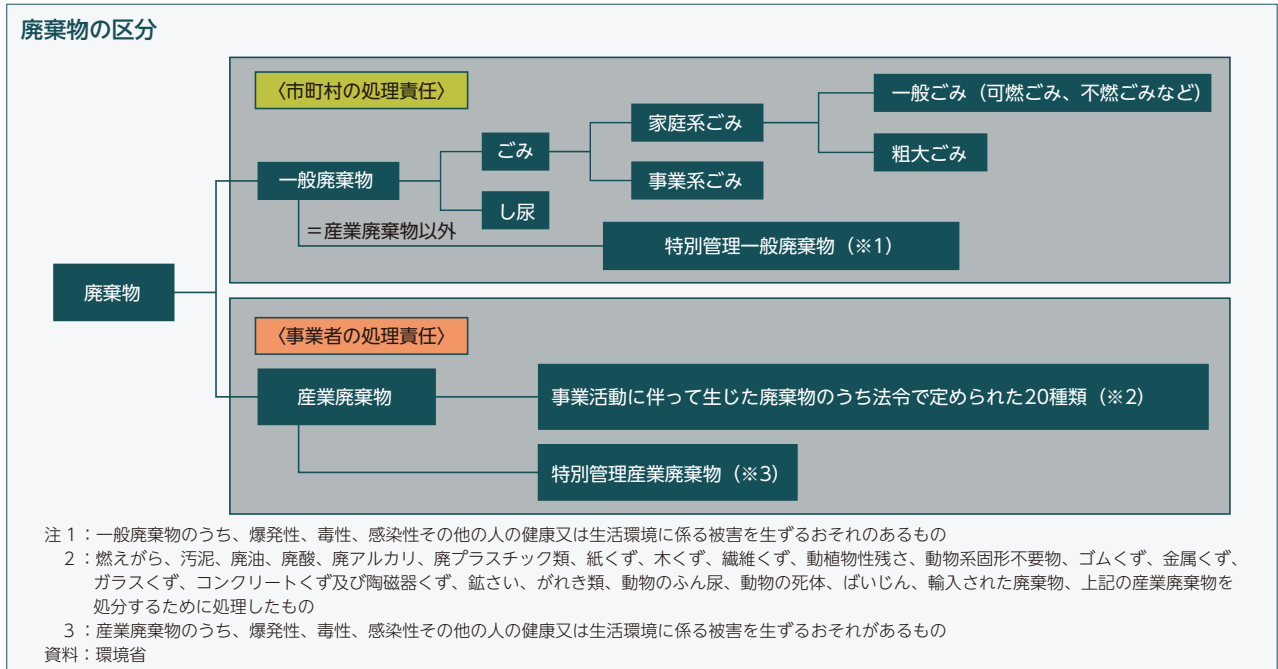 廃棄物の区分
〈市町村の処理責任〉
一般ごみ（可燃ごみ、不燃ごみなど）
家庭系ごみ
ごみ
粗大ごみ
一般廃棄物
事業系ごみ
し尿
＝産業廃棄物以外
特別管理一般廃棄物（※1）
廃棄物
〈事業者の処理責任〉
産業廃棄物
事業活動に伴って生じた廃棄物のうち法令で定められた20種類（※2）
特別管理産業廃棄物（※3）
注1：一般廃棄物のうち、爆発性、毒性、感染性その他の人の健康又は生活環境に係る被害を生ずるおそれのあるもの
2：燃えがら、汚泥、廃油、廃酸、廃アルカリ、廃プラスチック類、紙くず、木くず、繊維くず、動植物性残さ、動物系固形不要物、ゴムくず、金属くず、
ガラスくず、コンクリートくず及び陶磁器くず、鉱さい、がれき類、動物のふん尿、動物の死体、ばいじん、輸入された廃棄物、上記の産業廃棄物を
処分するために処理したもの
3：産業廃棄物のうち、爆発性、毒性、感染性その他の人の健康又は生活環境に係る被害を生ずるおそれがあるもの
資料：環境省